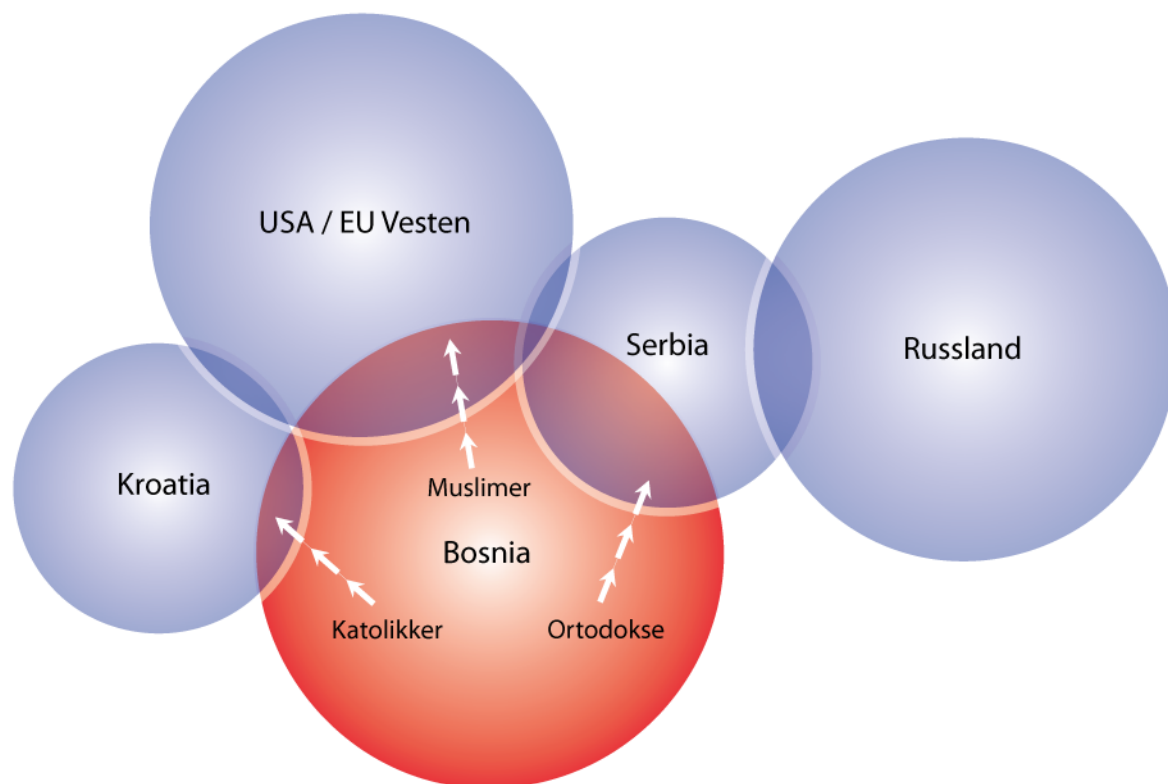 USA / EU Vesten
Serbia
Russland
Kroatia
Muslimer
Bosnia
Katolikker
Ortodokse